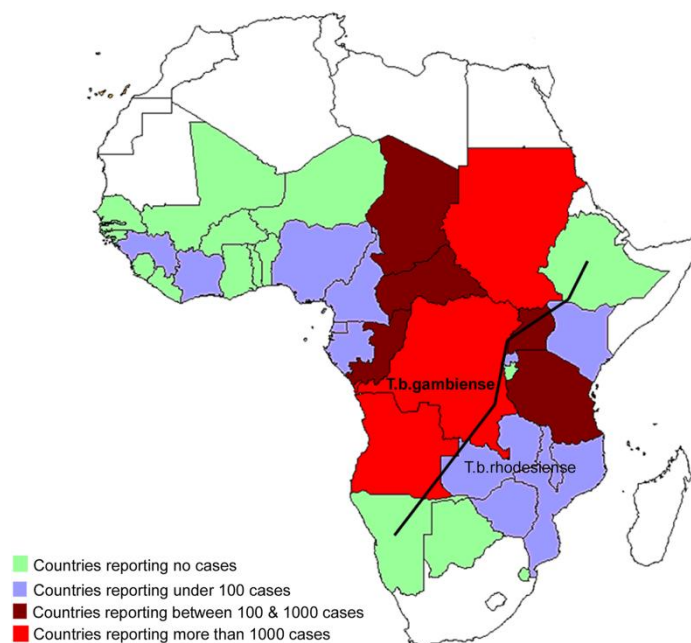 T.b.gambiense
T.b.rhodesiense
Countries reporting no cases
Countries reporting under 100 cases
Countries reporting between 100 & 1000 cases
Countries reporting more than 1000 cases